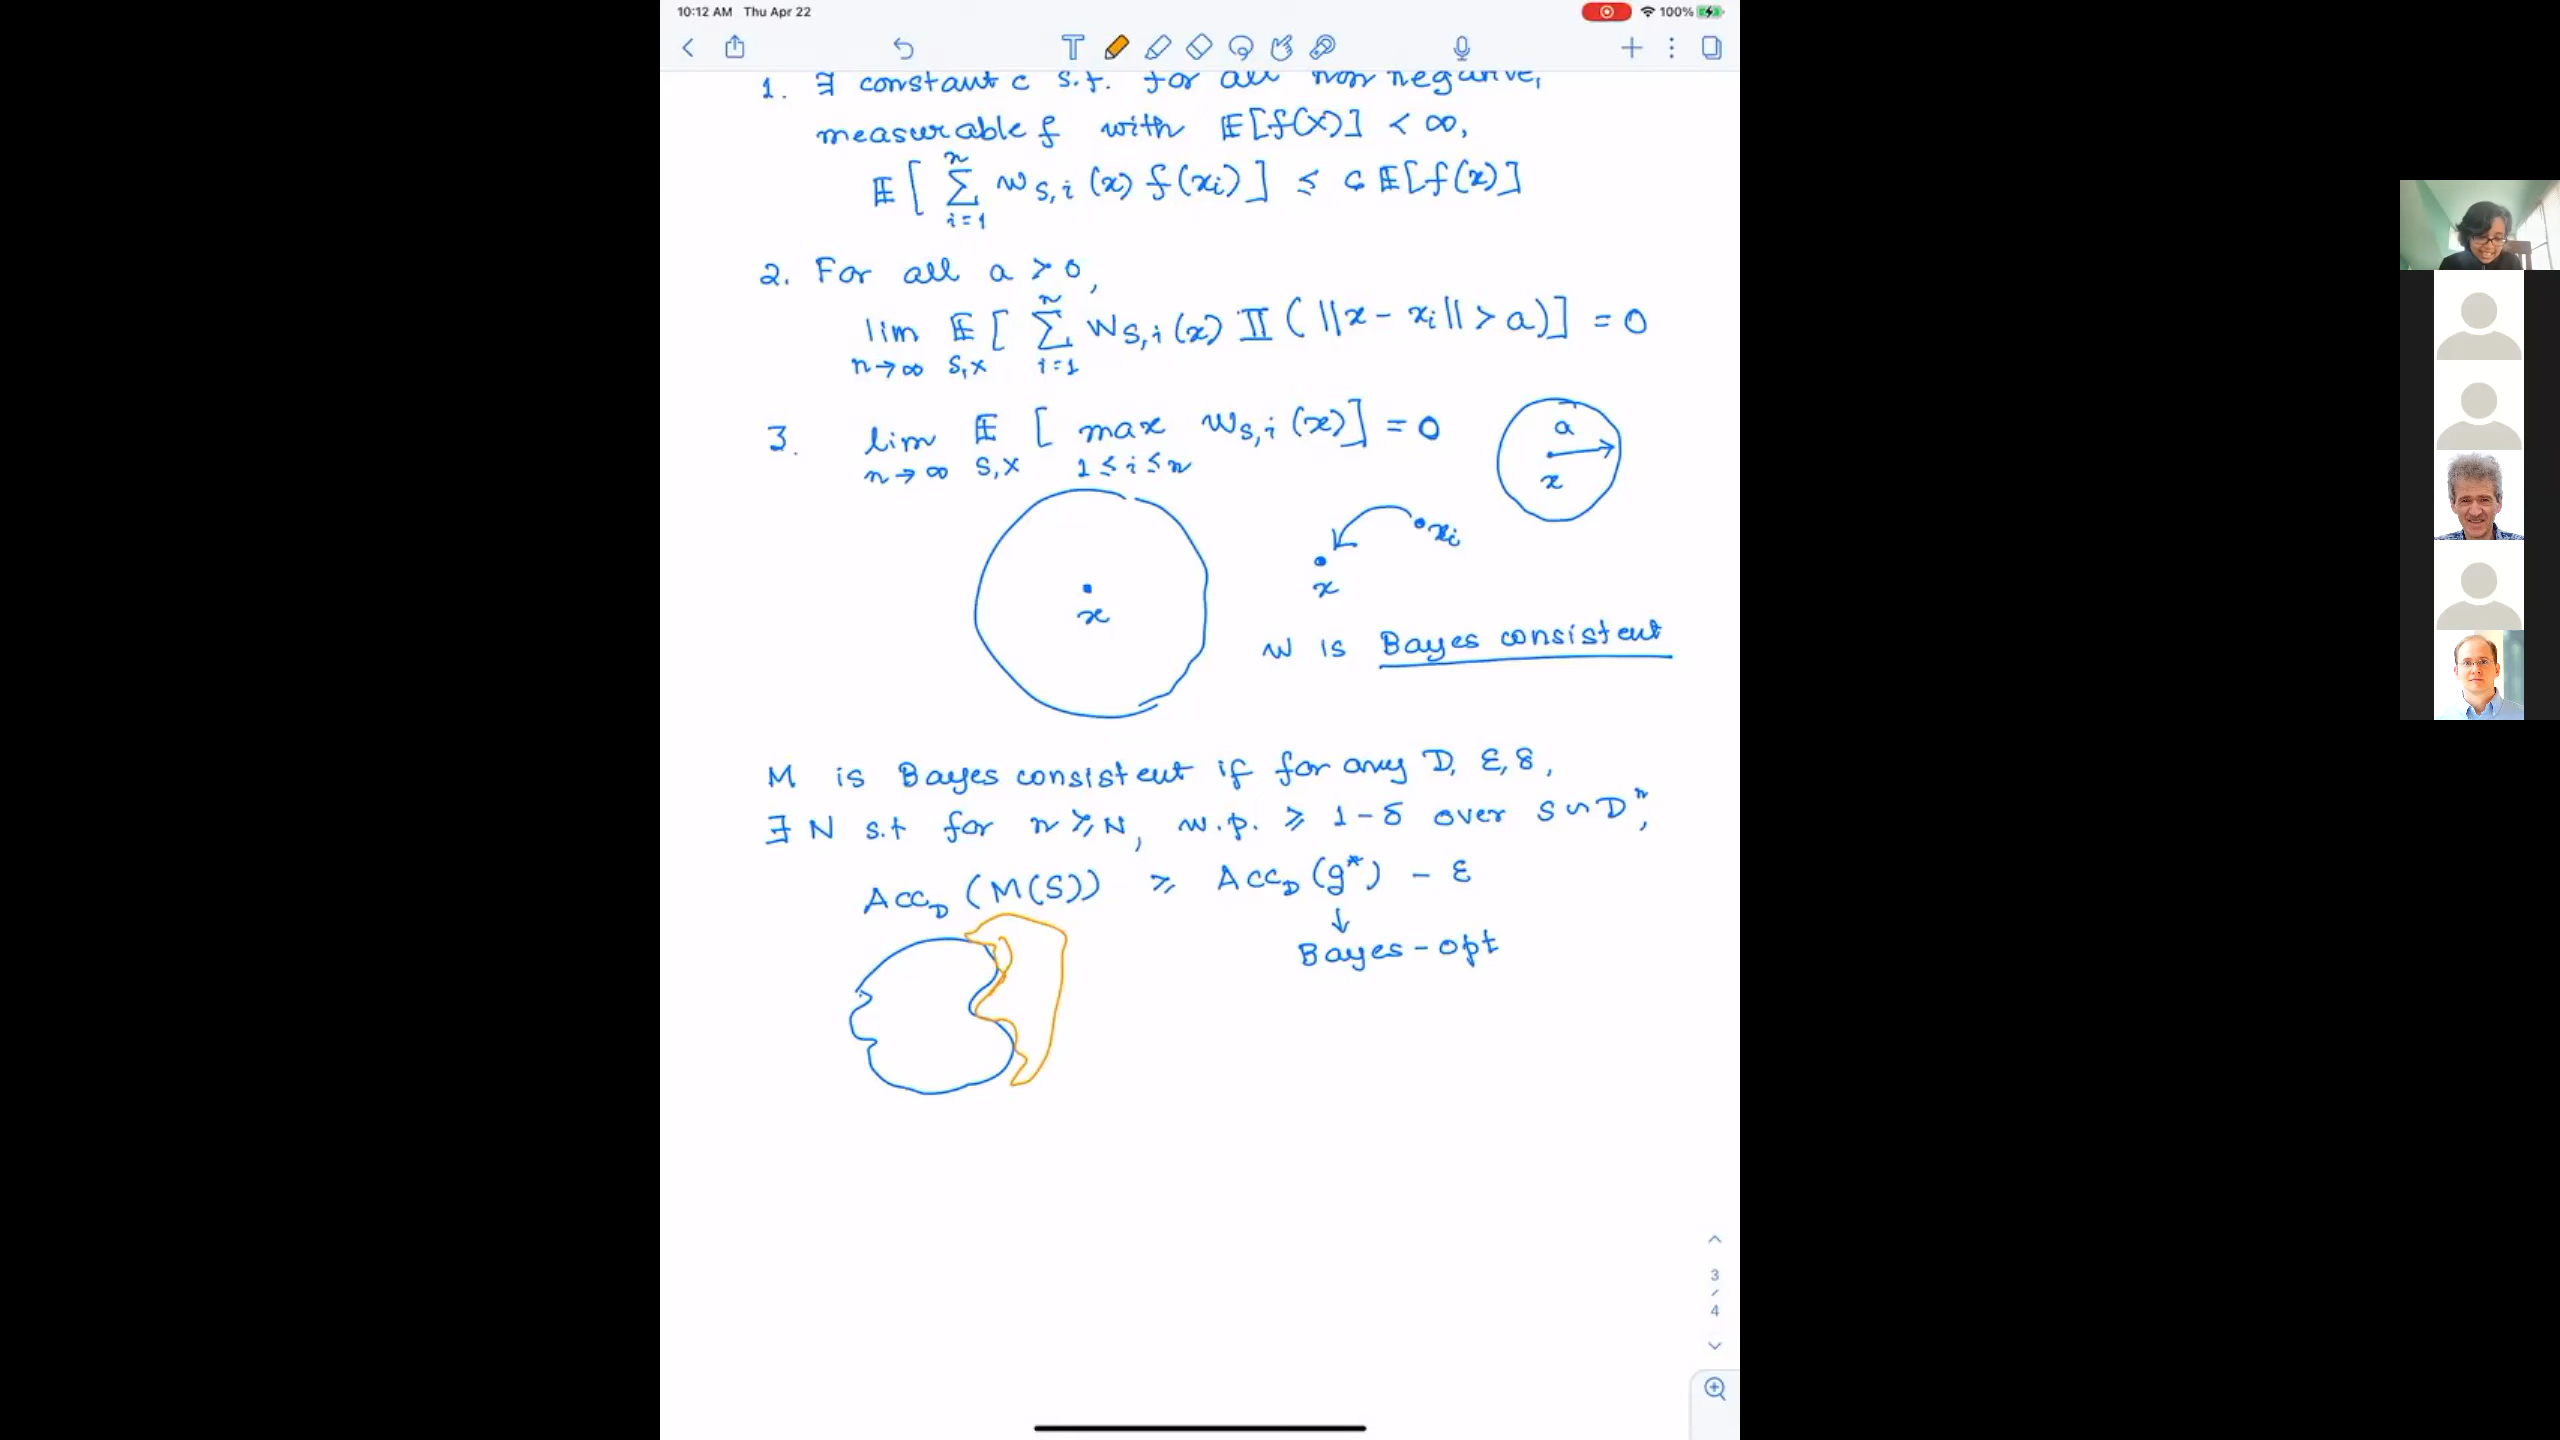 10:12 AM Thu Apr 22
100%
1. ∃ constant c s.t. for all non negative,
measurable f with 𝔼[f(X)] < ∞,
𝔼[ Σ_{i=1}^{n} w_{S,i}(x) f(x_i) ] ≤ c 𝔼[f(x)]
2. For all a > 0,
lim_{n→∞} 𝔼_{S,X} [ Σ_{i=1}^{n} w_{S,i}(x) 𝕀( ||x - x_i|| > a) ] = 0
3. lim_{n→∞} 𝔼_{S,X} [ max_{1≤i≤n} w_{S,i}(x) ] = 0
a
x
x_i
x
x
W is Bayes consistent
M is Bayes consistent if for any D, ε, δ,
∃ N s.t for n ≥ N, w.p. ≥ 1-δ over S ~ D^n,
Acc_D (M(S)) ≥ Acc_D (g*) - ε
↓
Bayes-opt
3
/
4